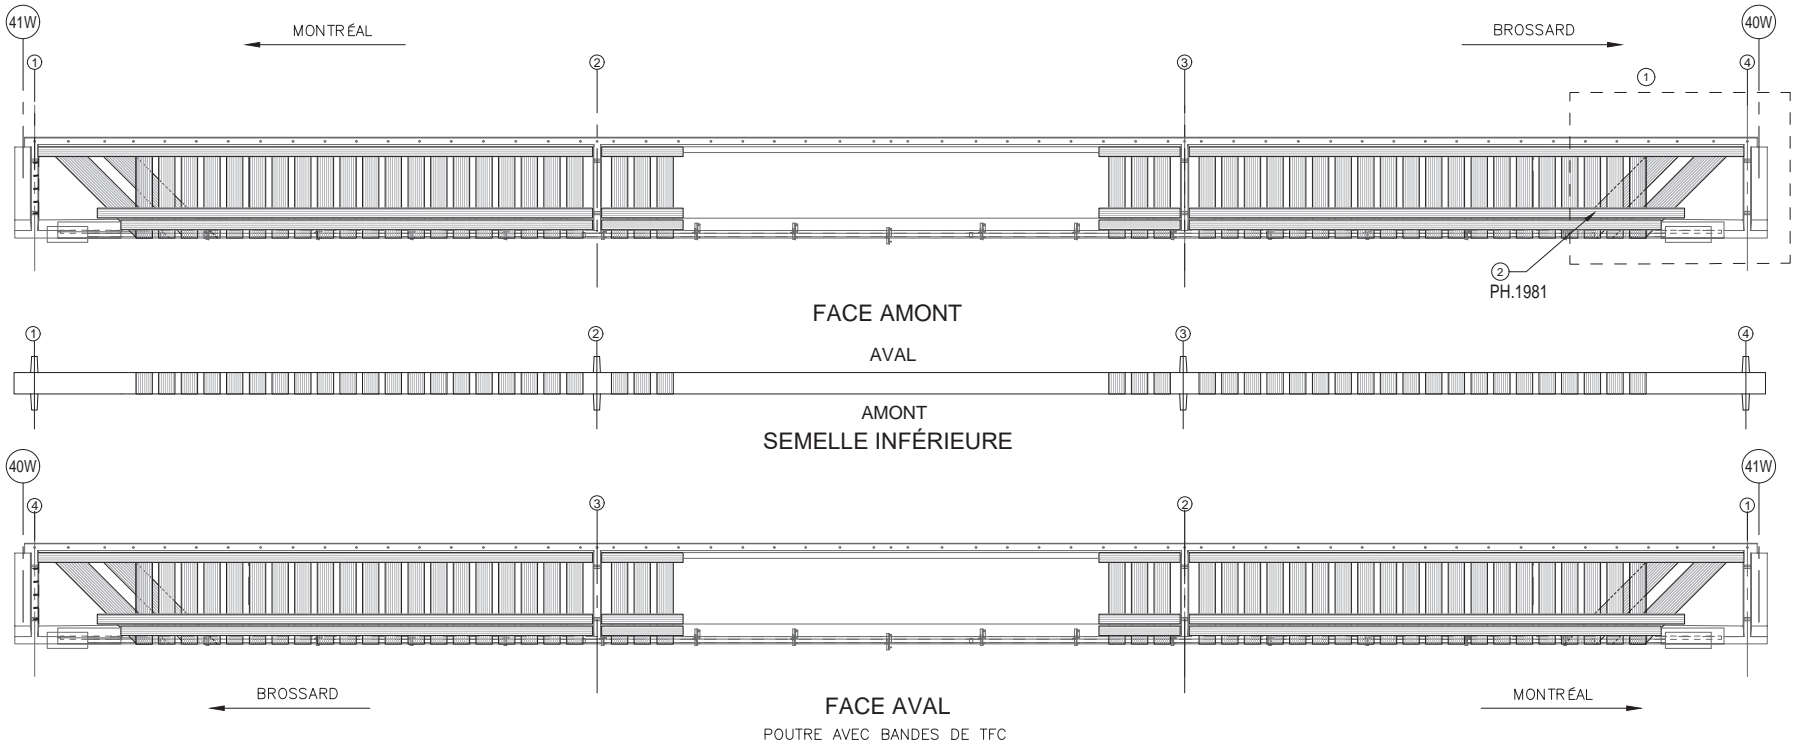 41W
40W
MONTRÉAL
BROSSARD
1
2
3
4
1
2
PH.1981
FACE AMONT
1
2
3
4
AVAL
AMONT
SEMELLE INFÉRIEURE
40W
41W
4
3
2
1
BROSSARD
FACE AVAL
MONTRÉAL
POUTRE AVEC BANDES DE TFC